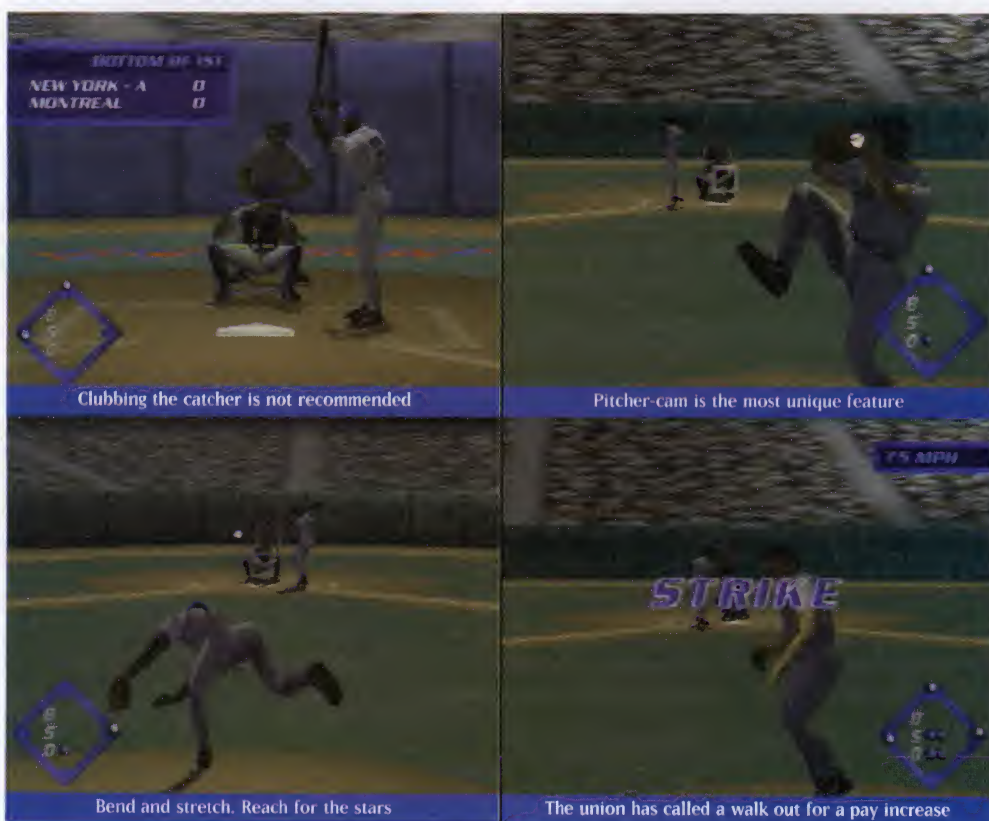 BOTTOM OF 1ST
NEW YORK - A 0
MONTREAL 0
B
S
O
Clubbing the catcher is not recommended
B
S
O
Pitcher-cam is the most unique feature
B
S
O
Bend and stretch. Reach for the stars
75 MPH
STRIKE
B
S
O
The union has called a walk out for a pay increase